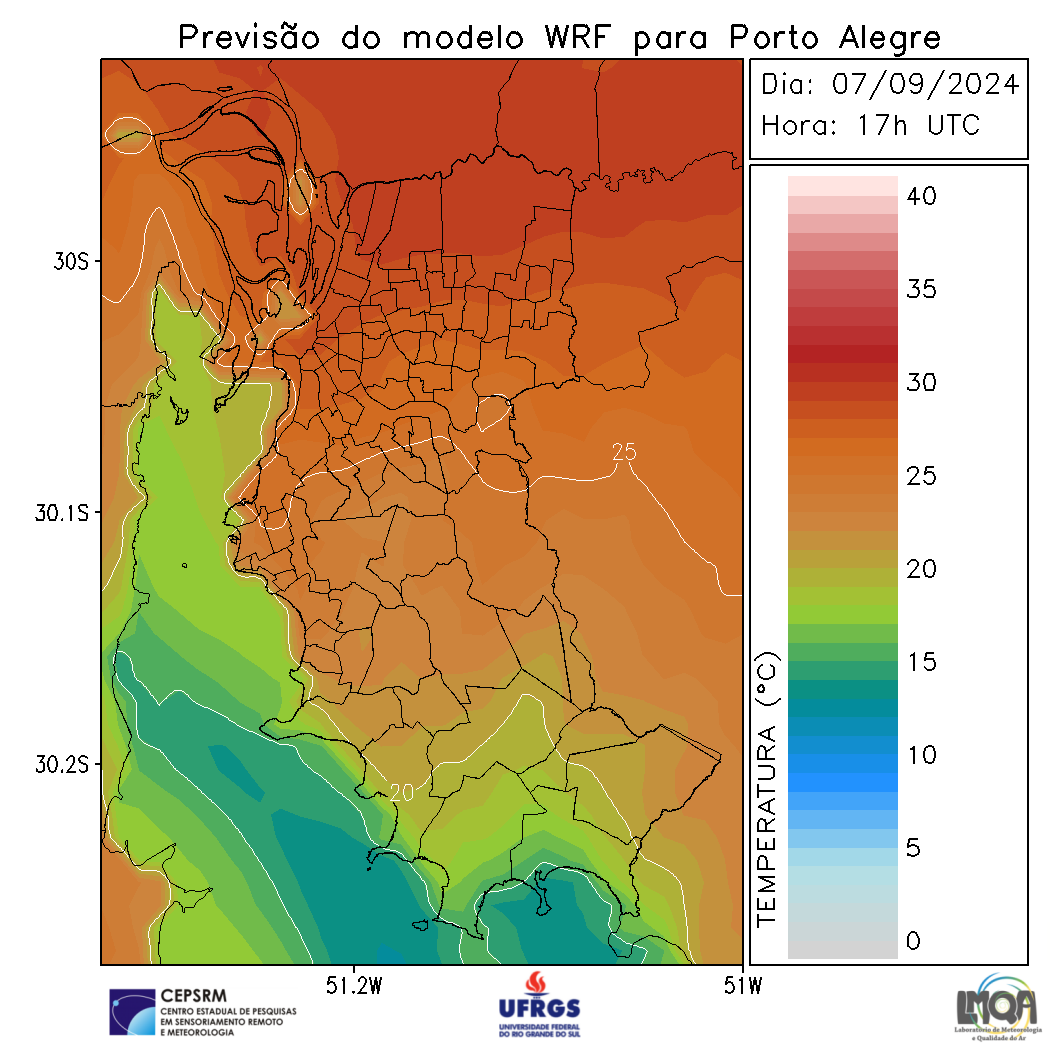 Previsão do modelo WRF para Porto Alegre
Dia: 07/09/2024
Hora: 17h UTC
30S
30.1S
30.2S
51.2W
51W
25
20
TEMPERATURA (°C)
40
35
30
25
20
15
10
5
0
CEPSRM
CENTRO ESTADUAL DE PESQUISAS
EM SENSORIAMENTO REMOTO
E METEOROLOGIA
UFRGS
UNIVERSIDADE FEDERAL
DO RIO GRANDE DO SUL
LMQA
Laboratório de Meteorologia
e Qualidade do Ar